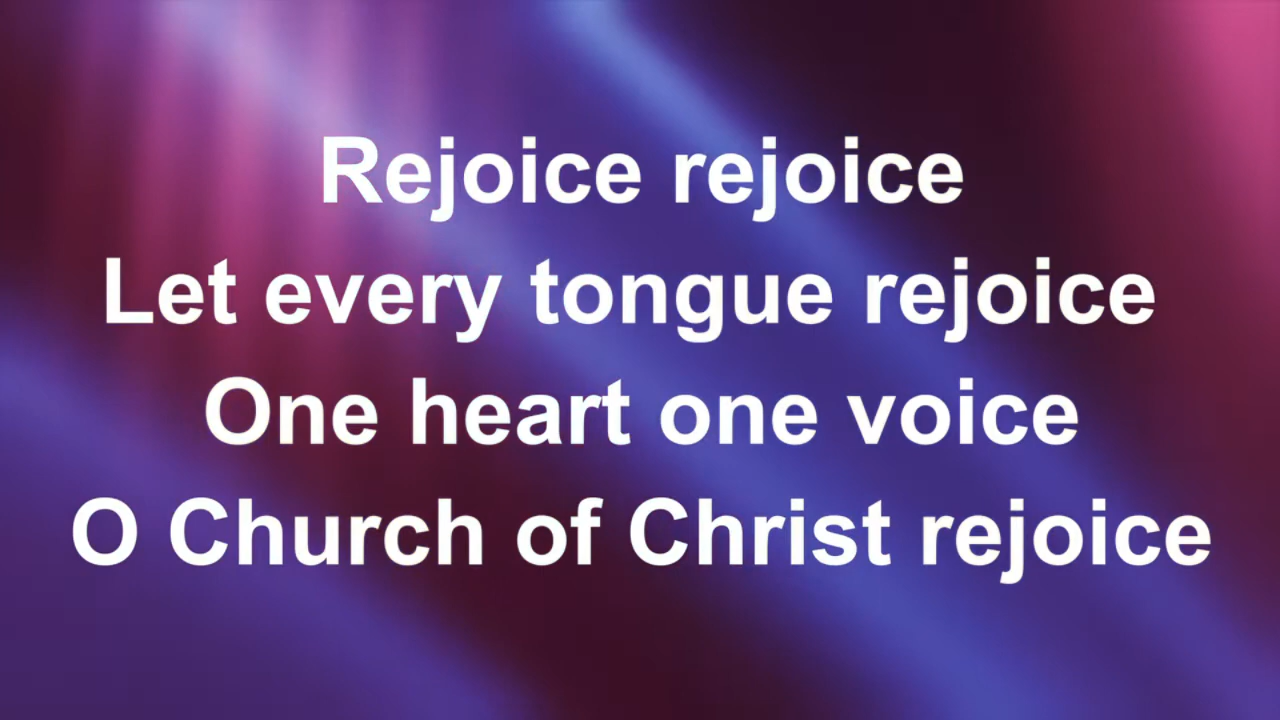 Rejoice rejoice
Let every tongue rejoice
One heart one voice
O Church of Christ rejoice